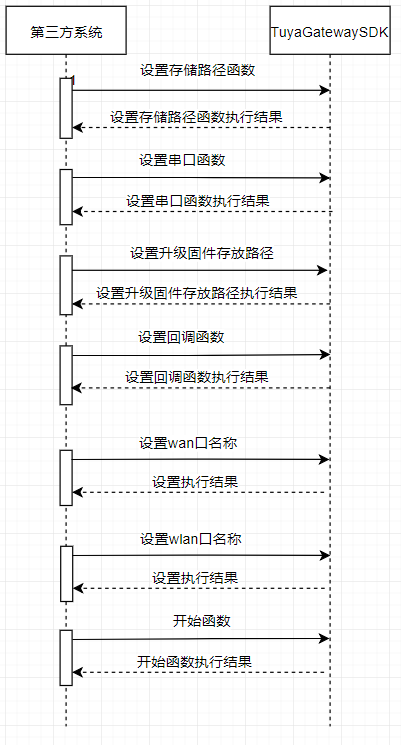 第三方系统
TuyaGatewaySDK
设置存储路径函数
设置存储路径函数执行结果
设置串口函数
设置串口函数执行结果
设置升级固件存放路径
设置升级固件存放路径执行结果
设置回调函数
设置回调函数执行结果
设置wan口名称
设置执行结果
设置wlan口名称
设置执行结果
开始函数
开始函数执行结果